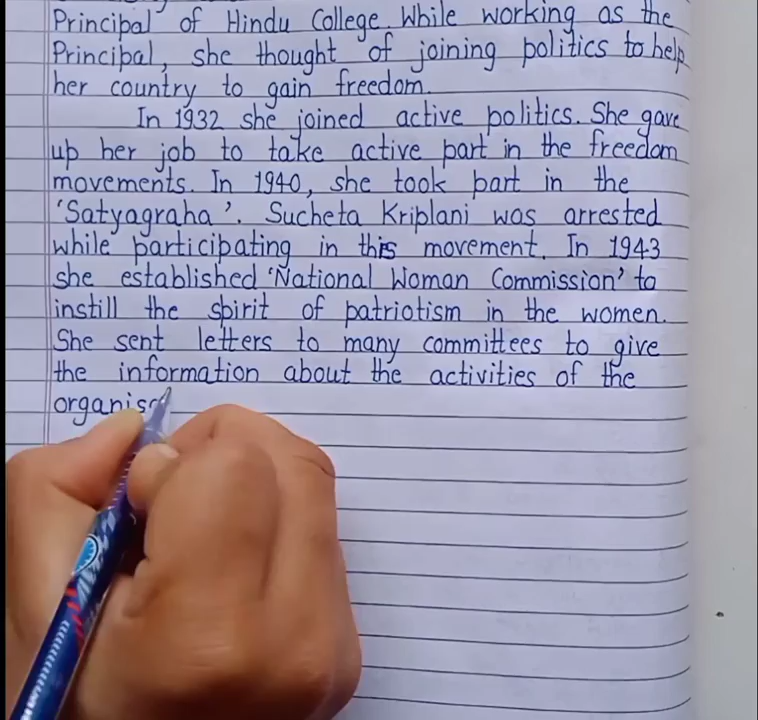 Principal of Hindu College. While working as the
Principal, she thought of joining politics to help
her country to gain freedom.
In 1932 she joined active politics. She gave
up her job to take active part in the freedom
movements. In 1940, she took part in the
'Satyagraha'. Sucheta Kriplani was arrested
while participating in this movement. In 1943
she established 'National Woman Commission' to
instill the spirit of patriotism in the women.
She sent letters to many committees to give
the information about the activities of the
organisa